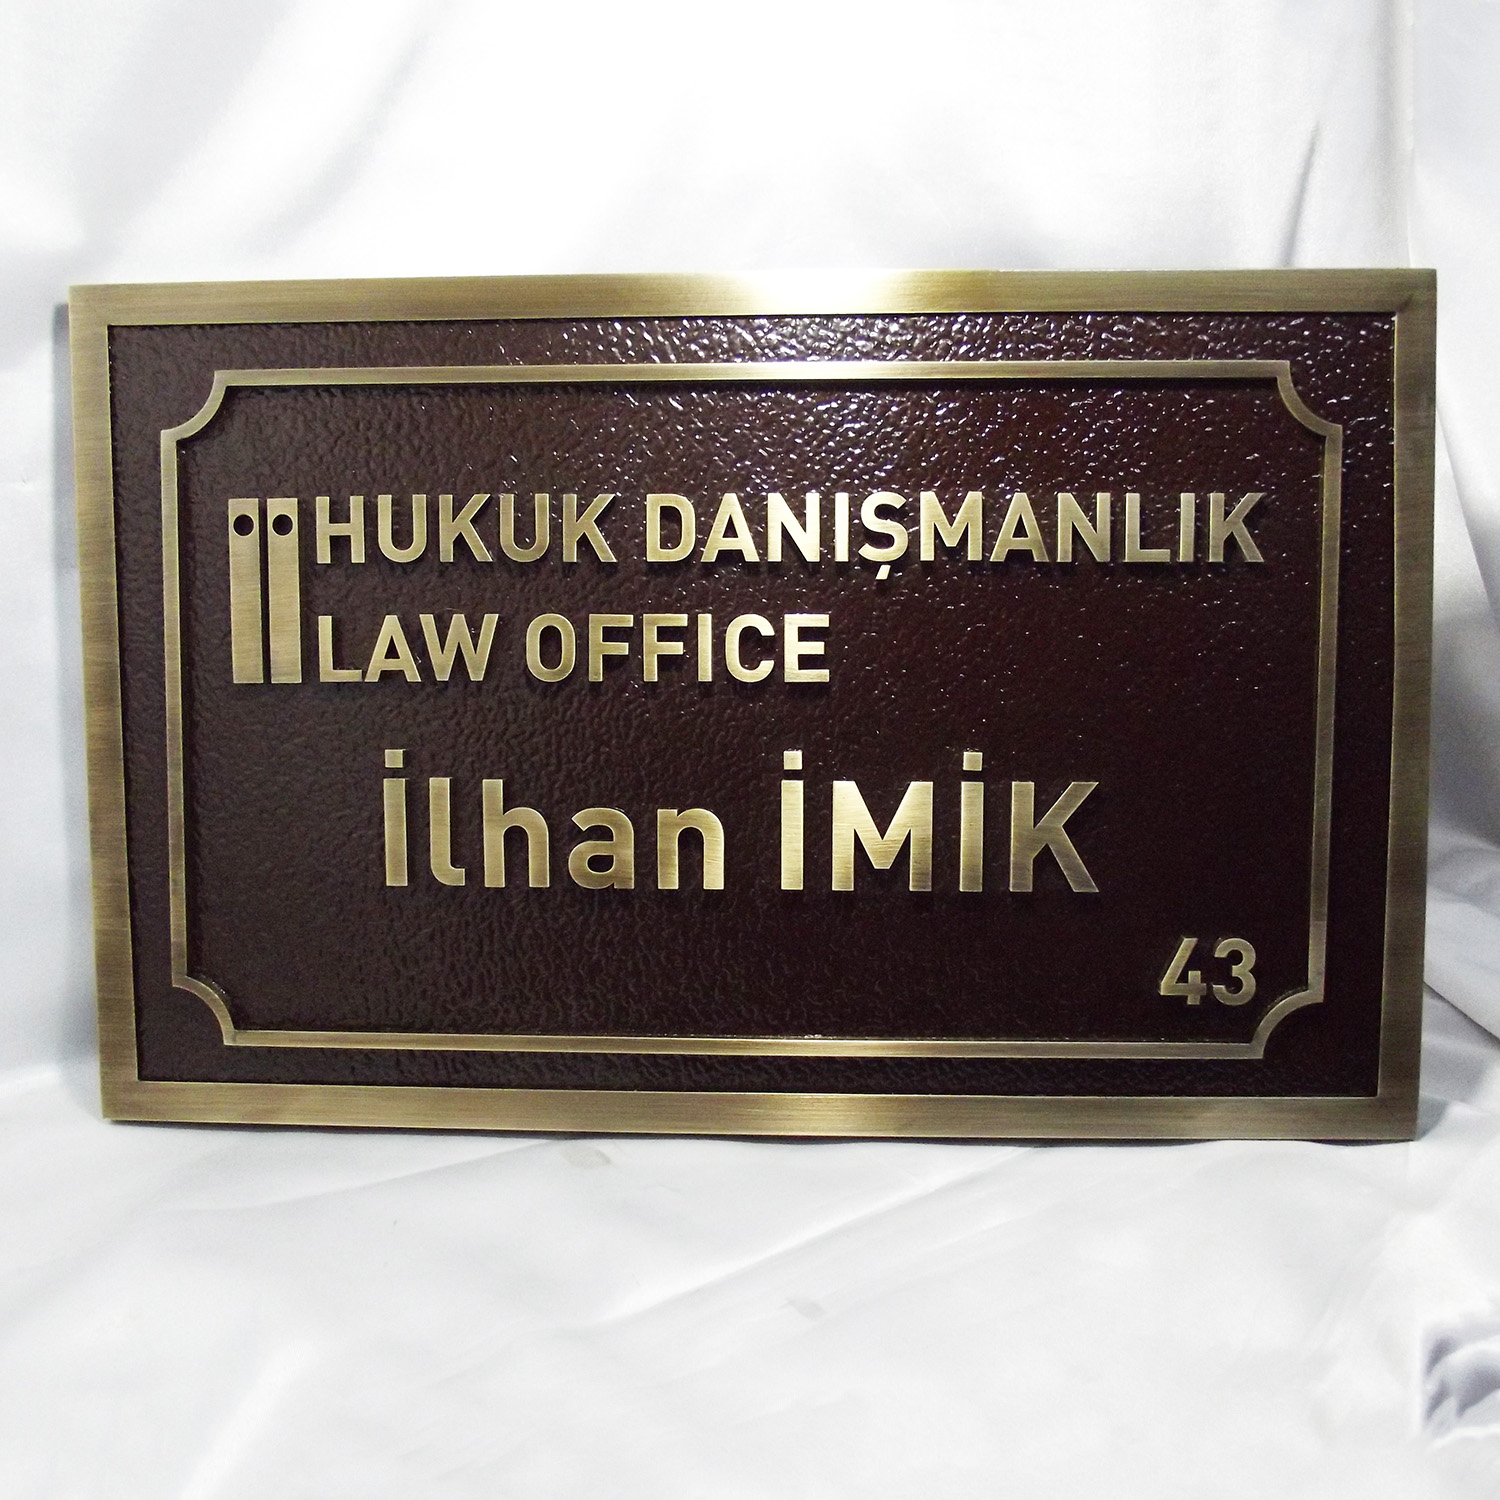 HUKUK DANIŞMANLIK
LAW OFFICE
İlhan İMİK
43